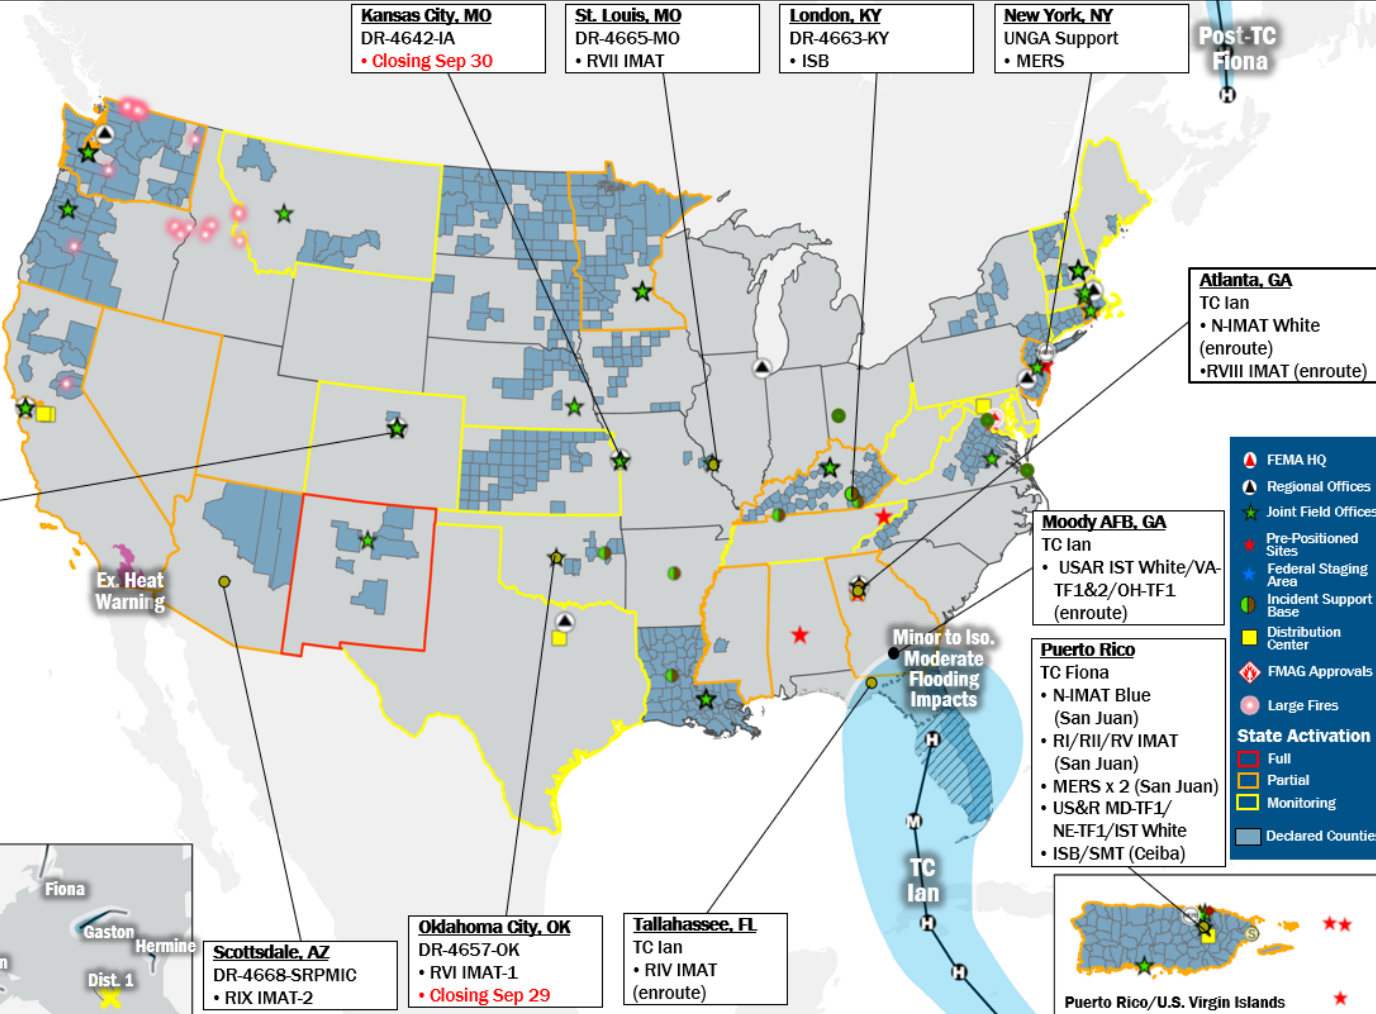 Kansas City, MO
DR-4642-IA
• Closing Sep 30
St. Louis, MO
DR-4665-MO
• RVII IMAT
London, KY
DR-4663-KY
• ISB
New York, NY
UNGA Support
• MERS
Post-TC
Fiona
H
Atlanta, GA
TC Ian
• N-IMAT White
(enroute)
•RVIII IMAT (enroute)
FEMA HQ
Regional Offices
Joint Field Offices
Pre-Positioned
Sites
Federal Staging
Area
Incident Support
Base
Distribution
Center
FMAG Approvals
Large Fires
State Activation
Full
Partial
Monitoring
Declared Counties
Moody AFB, GA
TC Ian
• USAR IST White/VA-
TF1&2/OH-TF1
(enroute)
Ex. Heat
Warning
Minor to Iso.
Moderate
Flooding
Impacts
Puerto Rico
TC Fiona
• N-IMAT Blue
(San Juan)
• RI/RII/RV IMAT
(San Juan)
• MERS x 2 (San Juan)
• US&R MD-TF1/
NE-TF1/IST White
• ISB/SMT (Ceiba)
H
M
TC
Ian
H
H
Fiona
Gaston
Hermine
n
Dist. 1
Scottsdale, AZ
DR-4668-SRPMIC
• RIX IMAT-2
Oklahoma City, OK
DR-4657-OK
• RVI IMAT-1
• Closing Sep 29
Tallahassee, FL
TC Ian
• RIV IMAT
(enroute)
S
Puerto Rico/U.S. Virgin Islands